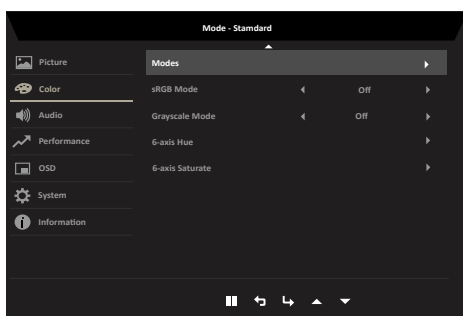 Mode - Stamdard
Picture
Modes
Color
sRGB Mode Off
Audio
Grayscale Mode Off
Performance
6-axis Hue
OSD
6-axis Saturate
System
Information